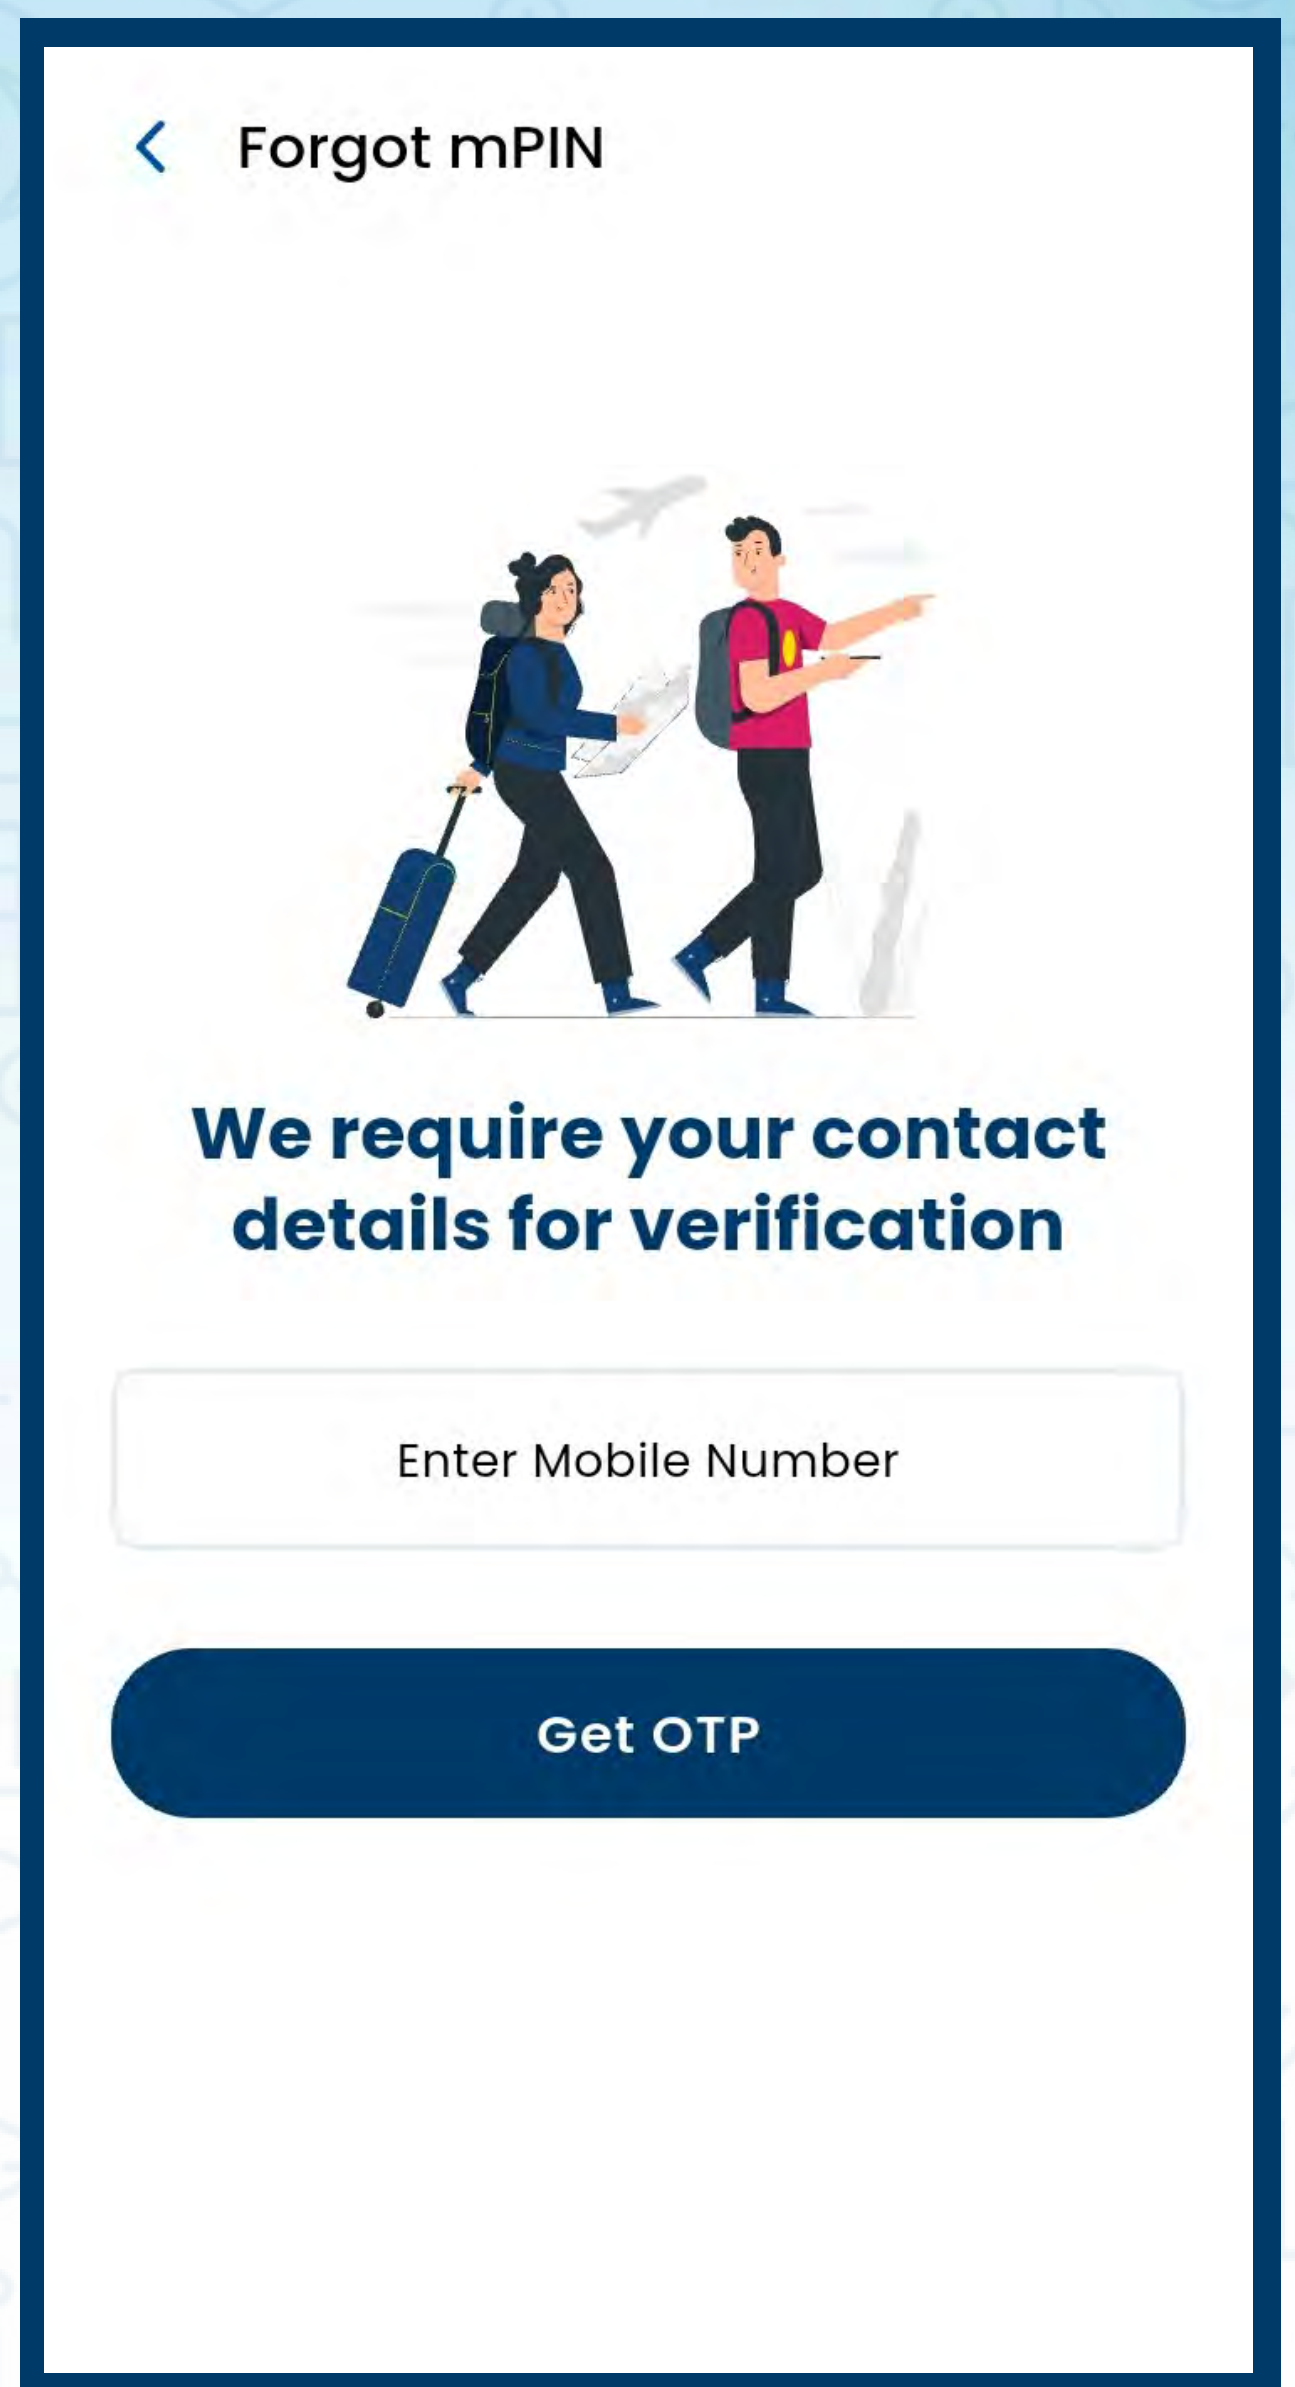 Forgot mPIN
We require your contact
details for verification
Enter Mobile Number
Get OTP